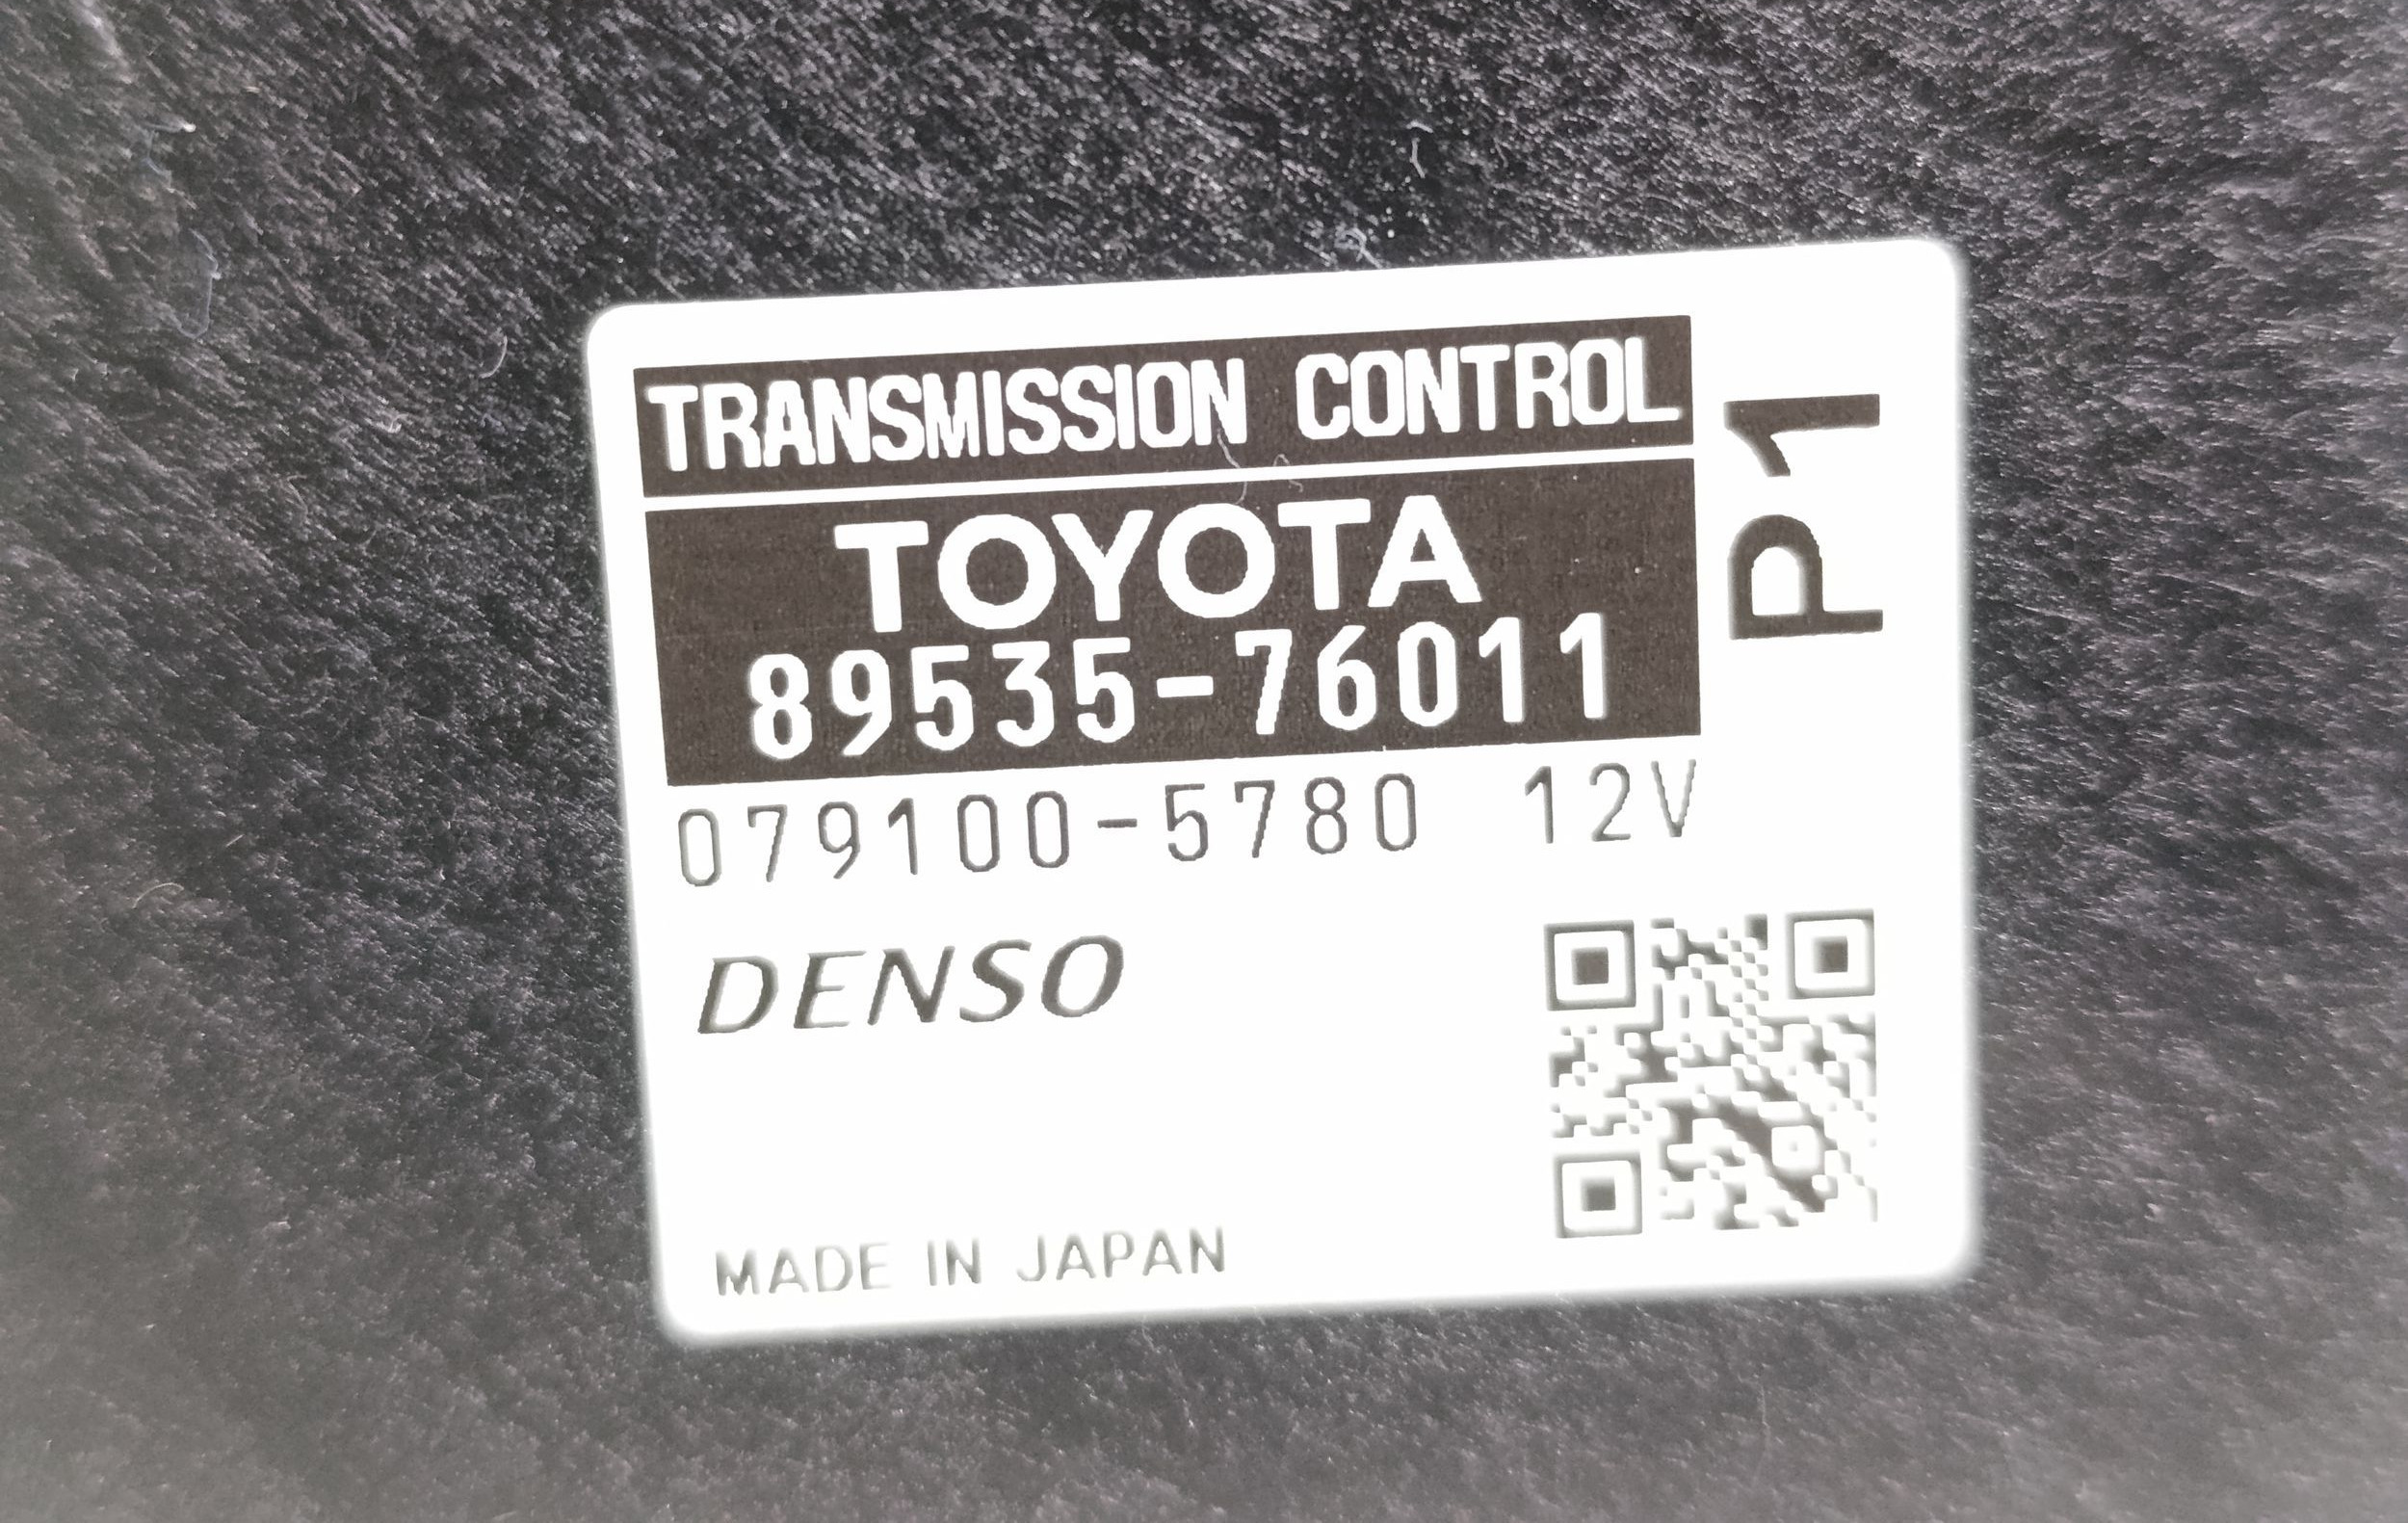 TRANSMISSION CONTROL
P1
TOYOTA
89535-76011
079100-5780 12V
DENSO
MADE IN JAPAN